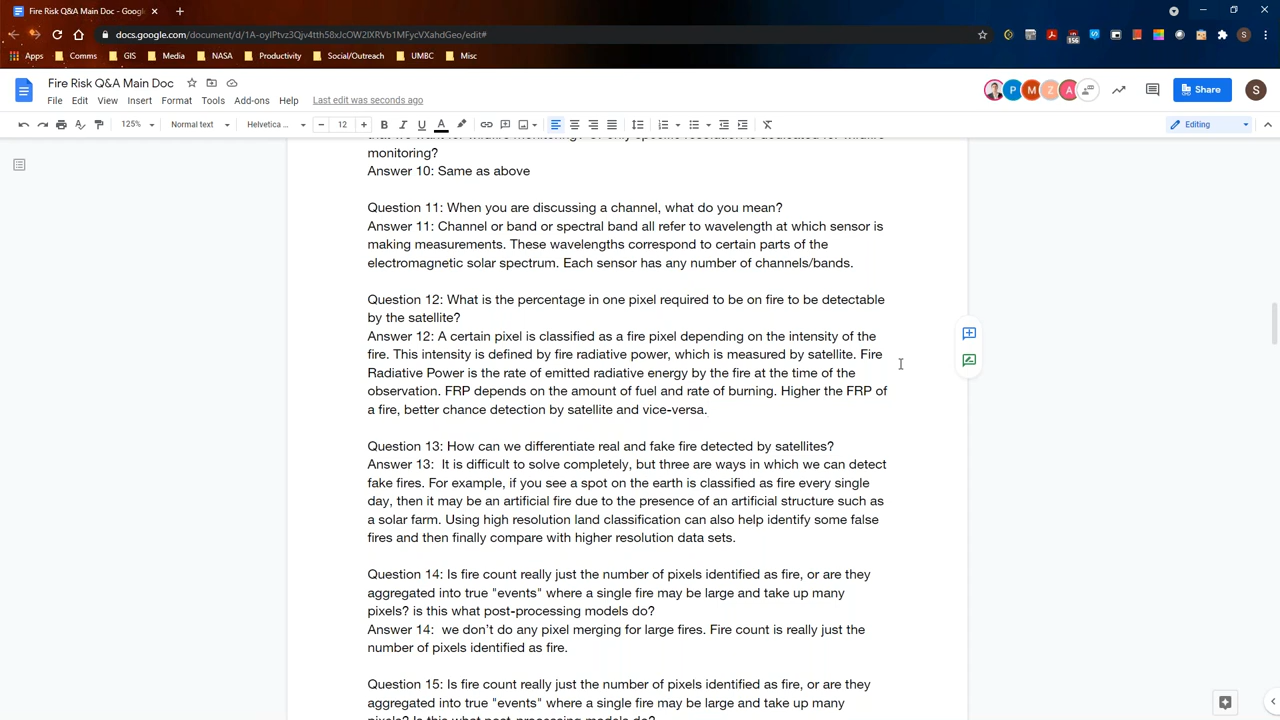 Fire Risk Q&A Main Doc - Googl
docs.google.com/document/d/1A-oyIPtvz3Qjv4tth58xJcOW2IXRVb1MFycVXahdGeo/edit#
Apps Comms GIS Media NASA Productivity Social/Outreach UMBC Misc
156
S
Fire Risk Q&A Main Doc
File Edit View Insert Format Tools Add-ons Help Last edit was seconds ago
P M Z A Share S
125% Normal text Helvetica ... 12 B I U A Editing
monitoring?
Answer 10: Same as above
Question 11: When you are discussing a channel, what do you mean?
Answer 11: Channel or band or spectral band all refer to wavelength at which sensor is
making measurements. These wavelengths correspond to certain parts of the
electromagnetic solar spectrum. Each sensor has any number of channels/bands.
Question 12: What is the percentage in one pixel required to be on fire to be detectable
by the satellite?
Answer 12: A certain pixel is classified as a fire pixel depending on the intensity of the
fire. This intensity is defined by fire radiative power, which is measured by satellite. Fire
Radiative Power is the rate of emitted radiative energy by the fire at the time of the
observation. FRP depends on the amount of fuel and rate of burning. Higher the FRP of
a fire, better chance detection by satellite and vice-versa.
Question 13: How can we differentiate real and fake fire detected by satellites?
Answer 13:  It is difficult to solve completely, but three are ways in which we can detect
fake fires. For example, if you see a spot on the earth is classified as fire every single
day, then it may be an artificial fire due to the presence of an artificial structure such as
a solar farm. Using high resolution land classification can also help identify some false
fires and then finally compare with higher resolution data sets.
Question 14: Is fire count really just the number of pixels identified as fire, or are they
aggregated into true "events" where a single fire may be large and take up many
pixels? is this what post-processing models do?
Answer 14:  we don't do any pixel merging for large fires. Fire count is really just the
number of pixels identified as fire.
Question 15: Is fire count really just the number of pixels identified as fire, or are they
aggregated into true "events" where a single fire may be large and take up many
pixels? Is this what post-processing models do?